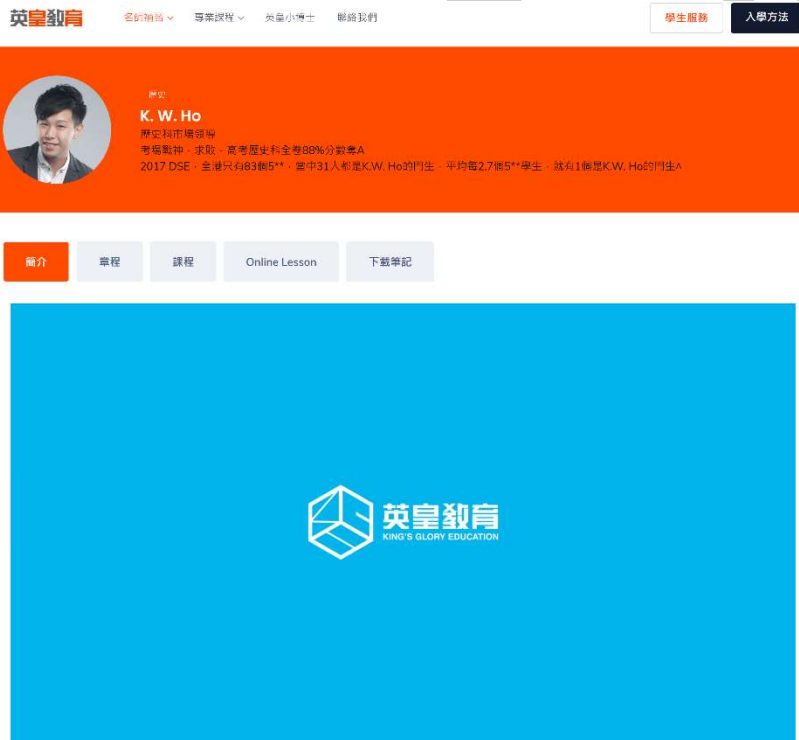 英皇教育
名師補習
專業課程
英皇小博士
聯絡我們
學生服務
入學方法
歷史
K. W. Ho
歷史科市場領導
考場戰神．求敗．高考歷史科全卷88%分數奪A
2017 DSE．全港只有83個5**．當中31人都是K.W. Ho的門生．平均每2.7個5**學生．就有1個是K.W. Ho的門生^
簡介
章程
課程
Online Lesson
下載筆記
英皇教育
KING'S GLORY EDUCATION